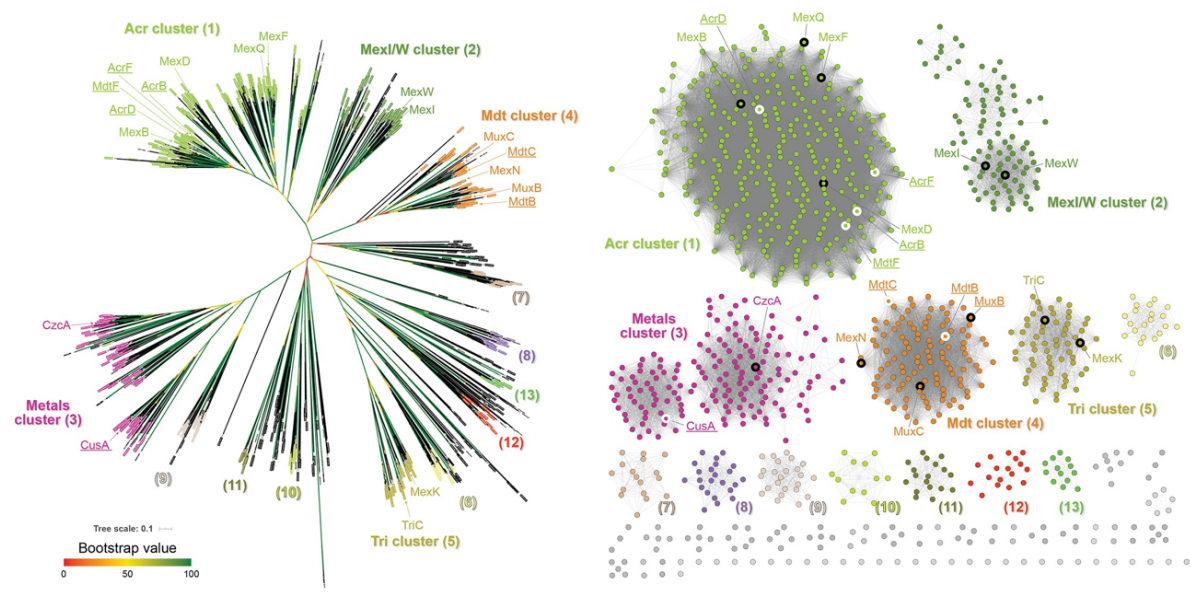 Acr cluster (1)
MexF
MexQ
MexD
AcrF
MdtF
AcrB
AcrD
MexB
MexI/W cluster (2)
MexW
MexI
Mdt cluster (4)
MuxC
MdtC
MexN
MuxB
MdtB
(7)
(8)
(13)
(12)
(6)
MexK
TriC
Tri cluster (5)
(10)
(11)
(9)
CzcA
Metals
cluster (3)
CusA
Tree scale: 0.1
Bootstrap value
0 50 100
MexQ
AcrD
MexB
MexF
AcrF
MexD
AcrB
MdtF
Acr cluster (1)
MexI
MexW
MexI/W cluster (2)
Metals
cluster (3)
CzcA
CusA
MdtC
MdtB
MuxB
MexN
MuxC
Mdt cluster (4)
TriC
MexK
Tri cluster (5)
(6)
(7)
(8)
(9)
(10)
(11)
(12)
(13)